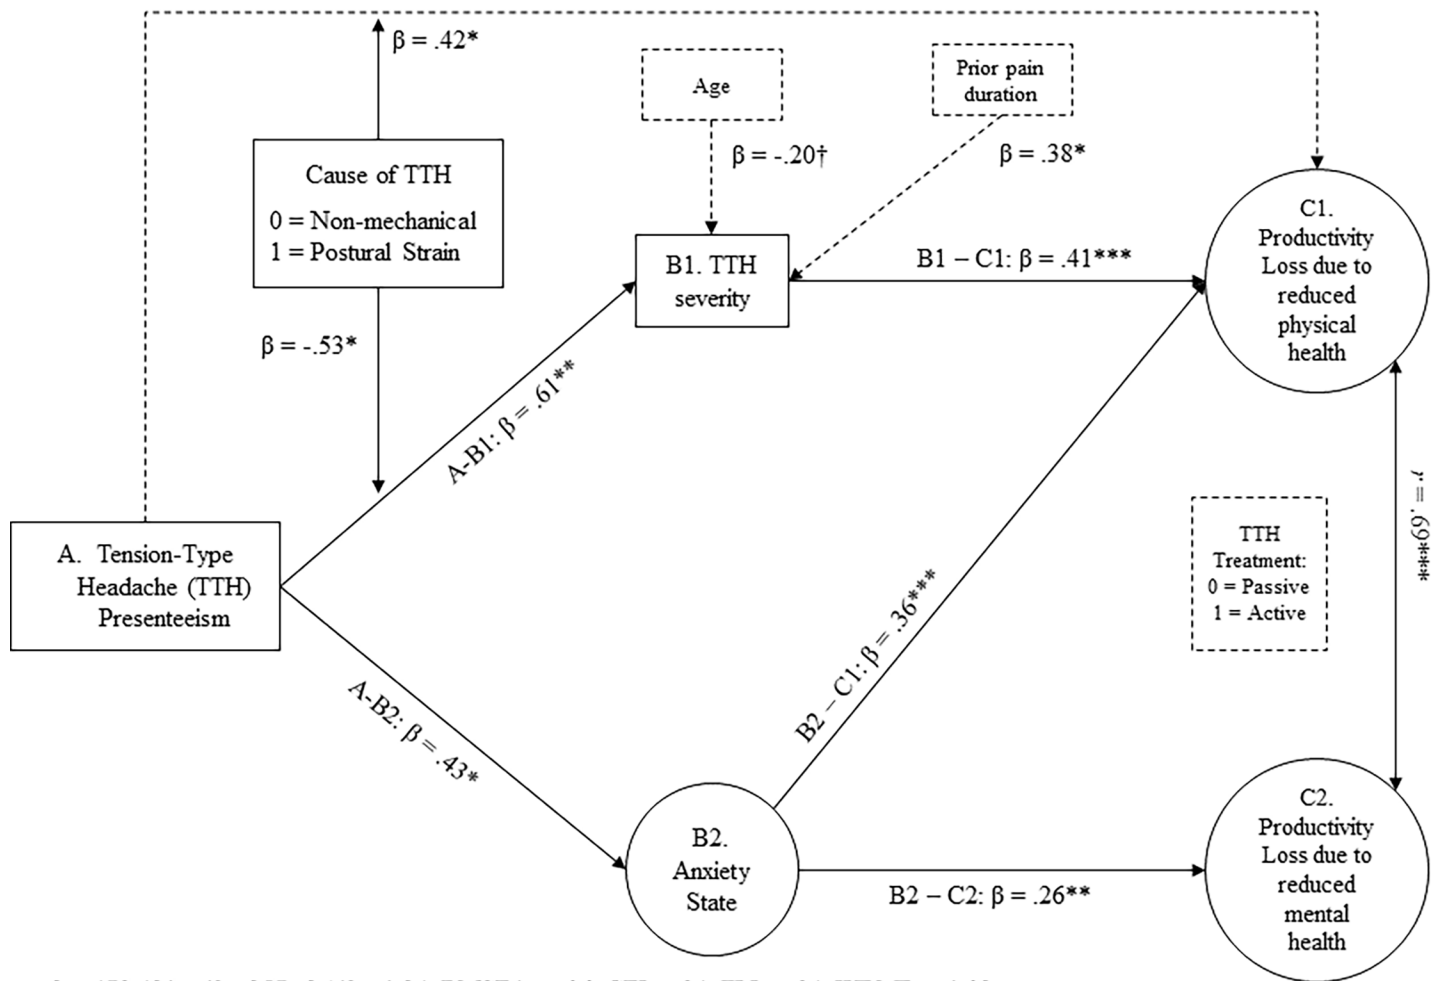 β = .42*
Age
Prior pain
duration
β = -.20†
β = .38*
Cause of TTH
0 = Non-mechanical
1 = Postural Strain
C1.
Productivity
Loss due to
reduced
physical
health
B1. TTH
severity
B1 – C1: β = .41***
β = -.53*
A-B1: β = .61**
r = .69***
TTH
Treatment:
0 = Passive
1 = Active
A. Tension-Type
Headache (TTH)
Presenteeism
B2 – C1: β = .36***
A-B2: β = .43*
B2.
Anxiety
State
B2 – C2: β = .26**
C2.
Productivity
Loss due to
reduced
mental
health